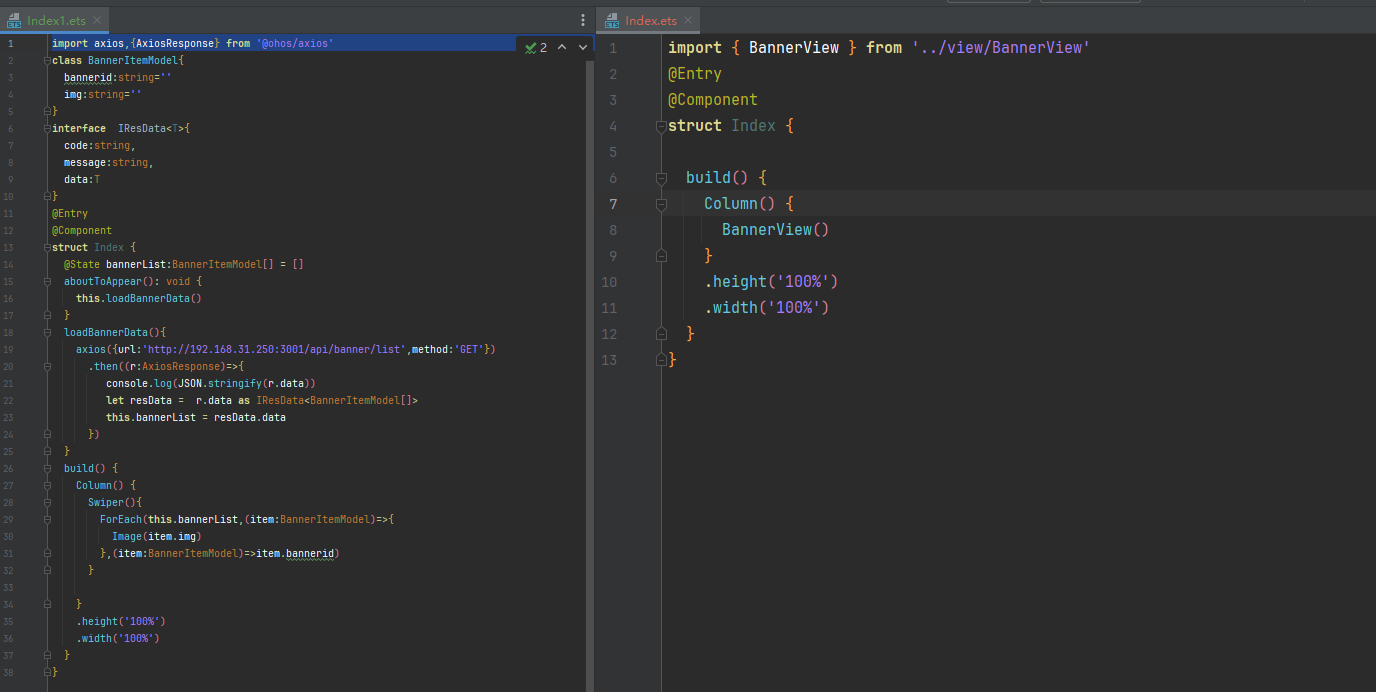 Index1.ets
import axios,{AxiosResponse} from '@ohos/axios'
2
1
2
3
4
5
6
7
8
9
10
11
12
13
14
15
16
17
18
19
20
21
22
23
24
25
26
27
28
29
30
31
32
33
34
35
36
37
38
class BannerItemModel{
bannerid:string=''
img:string=''
}
interface  IResData<T>{
code:string,
message:string,
data:T
}
@Entry
@Component
struct Index {
@State bannerList:BannerItemModel[] = []
aboutToAppear(): void {
this.loadBannerData()
}
loadBannerData(){
axios({url:'http://192.168.31.250:3001/api/banner/list',method:'GET'})
.then((r:AxiosResponse)=>{
console.log(JSON.stringify(r.data))
let resData =  r.data as IResData<BannerItemModel[]>
this.bannerList = resData.data
})
}
build() {
Column() {
Swiper(){
ForEach(this.bannerList,(item:BannerItemModel)=>{
Image(item.img)
},(item:BannerItemModel)=>item.bannerid)
}
}
.height('100%')
.width('100%')
}
}
Index.ets
1
2
3
4
5
6
7
8
9
10
11
12
13
import { BannerView } from '../view/BannerView'
@Entry
@Component
struct Index {
build() {
Column() {
BannerView()
}
.height('100%')
.width('100%')
}
}